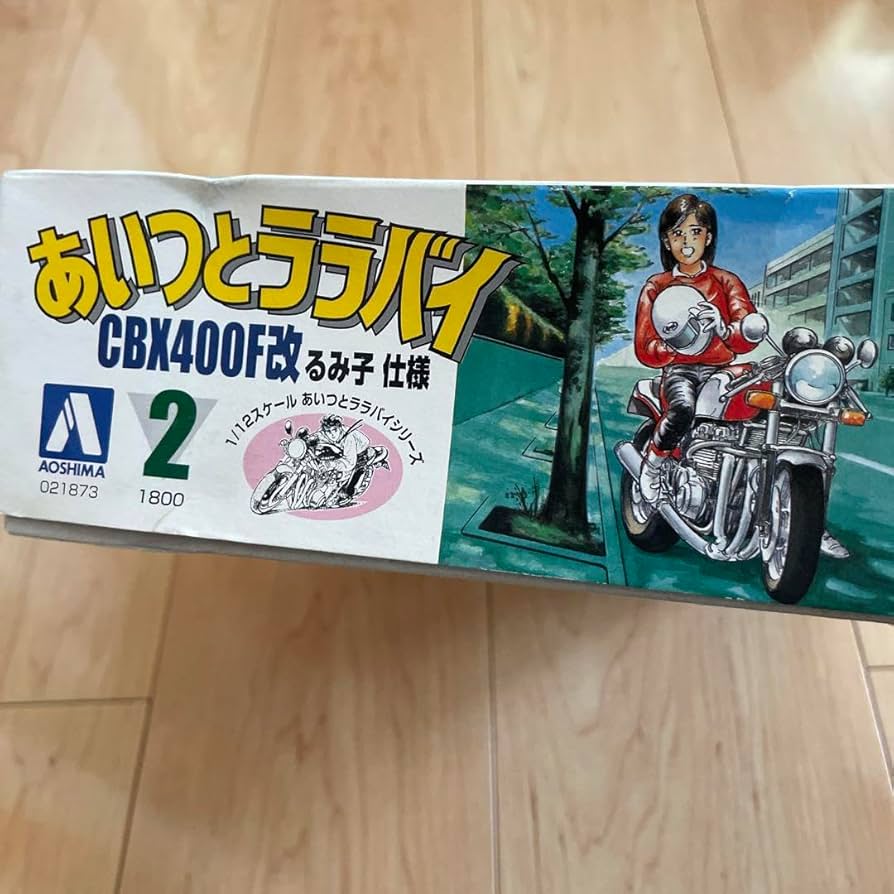 あいつとララバイ
CBX400F改 るみ子 仕様
1/12スケール あいつとララバイシリーズ
AOSHIMA
021873
2
1800